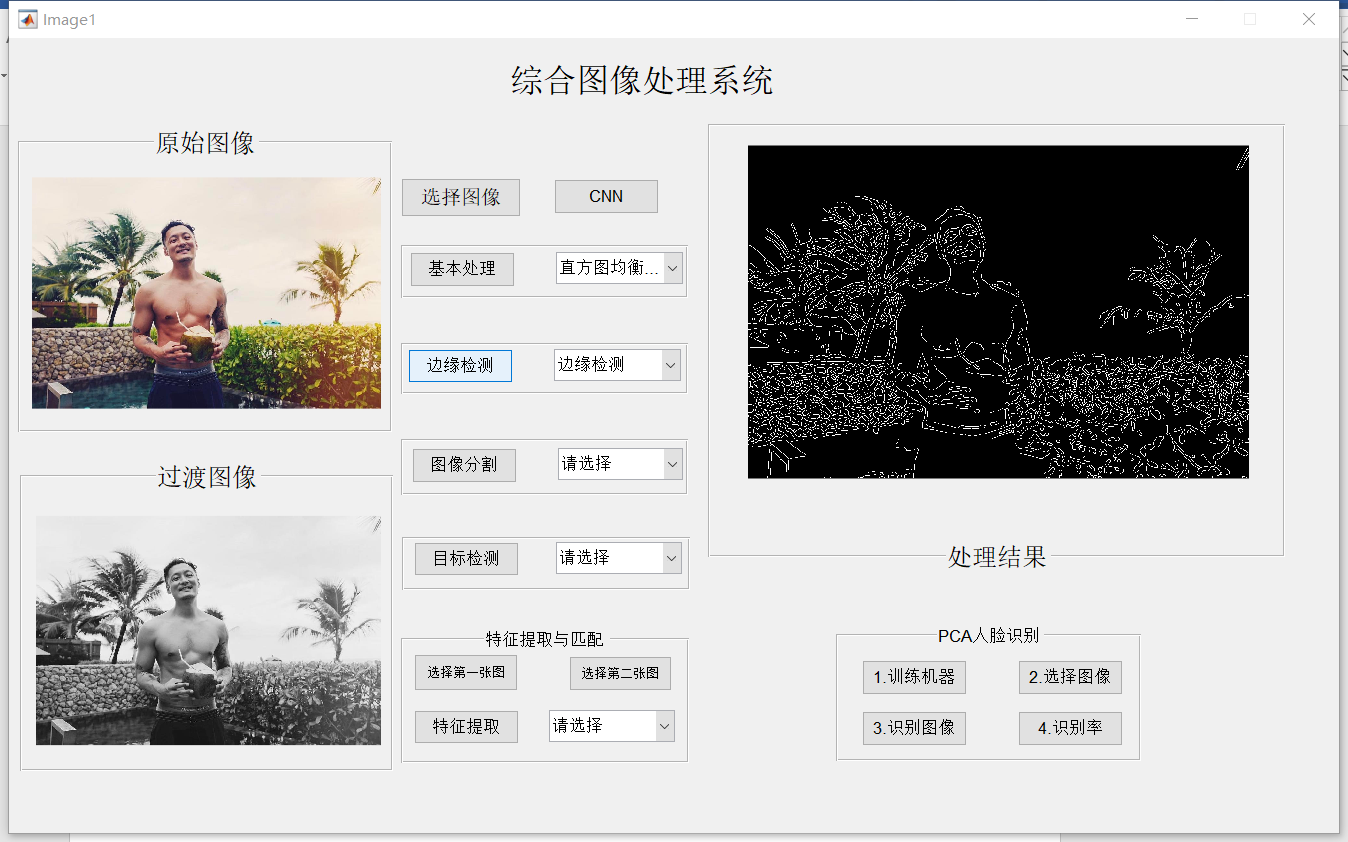 Image1
综合图像处理系统
原始图像
选择图像
CNN
基本处理
直方图均衡...
边缘检测
边缘检测
图像分割
请选择
过渡图像
目标检测
请选择
处理结果
特征提取与匹配
选择第一张图
选择第二张图
特征提取
请选择
PCA人脸识别
1.训练机器
2.选择图像
3.识别图像
4.识别率